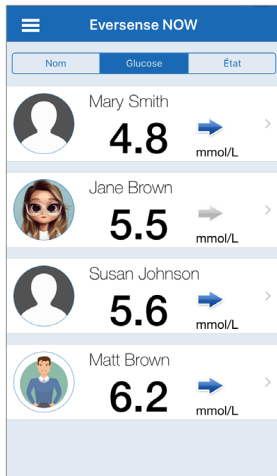 Eversense NOW
Nom Glucose État
Mary Smith
4.8
mmol/L
Jane Brown
5.5
mmol/L
Susan Johnson
5.6
mmol/L
Matt Brown
6.2
mmol/L